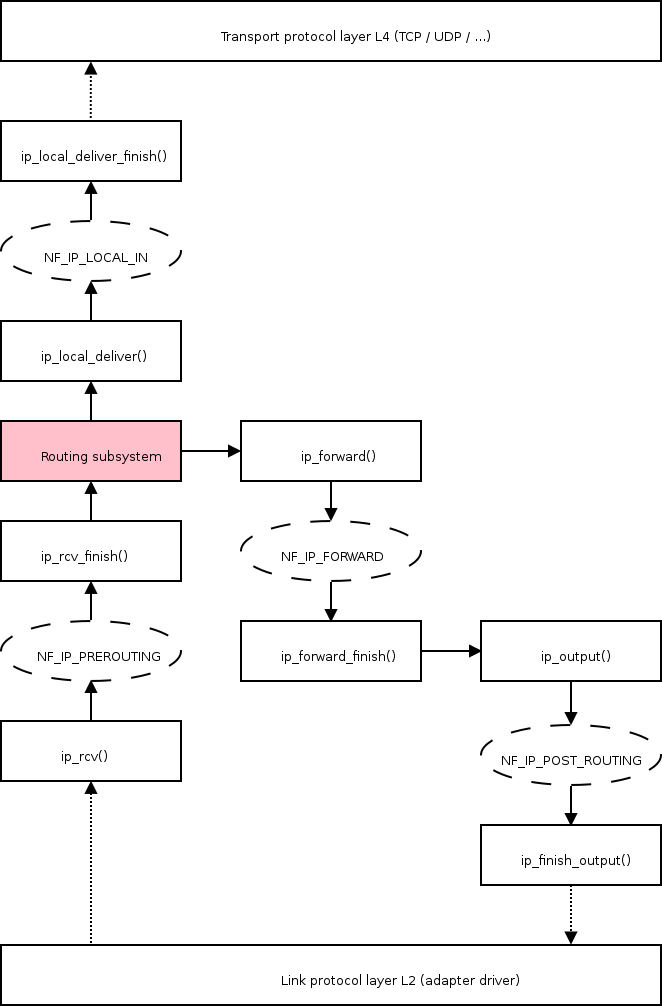 Transport protocol layer L4 (TCP / UDP / ...)
ip_local_deliver_finish()
NF_IP_LOCAL_IN
ip_local_deliver()
Routing subsystem
ip_forward()
ip_rcv_finish()
NF_IP_FORWARD
NF_IP_PREROUTING
ip_forward_finish()
ip_output()
ip_rcv()
NF_IP_POST_ROUTING
ip_finish_output()
Link protocol layer L2 (adapter driver)